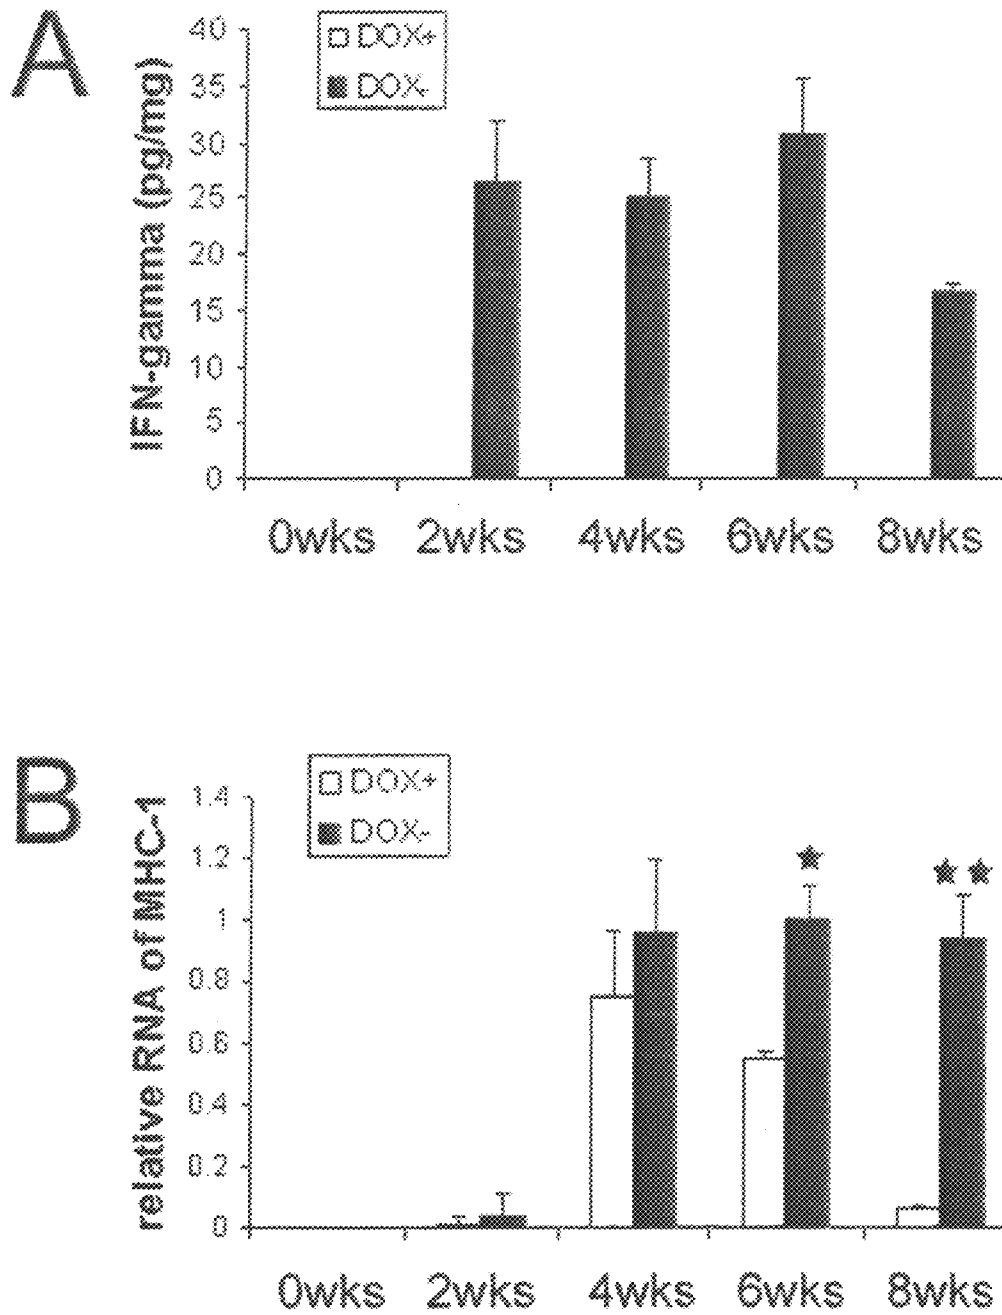 A
IFN-gamma (pg/mg)
40
35
30
25
20
15
10
5
0
DOX+
DOX-
0wks 2wks 4wks 6wks 8wks
B
relative RNA of MHC-1
1.4
1.2
1
0.8
0.6
0.4
0.2
0
DOX+
DOX-
★
★★
0wks 2wks 4wks 6wks 8wks